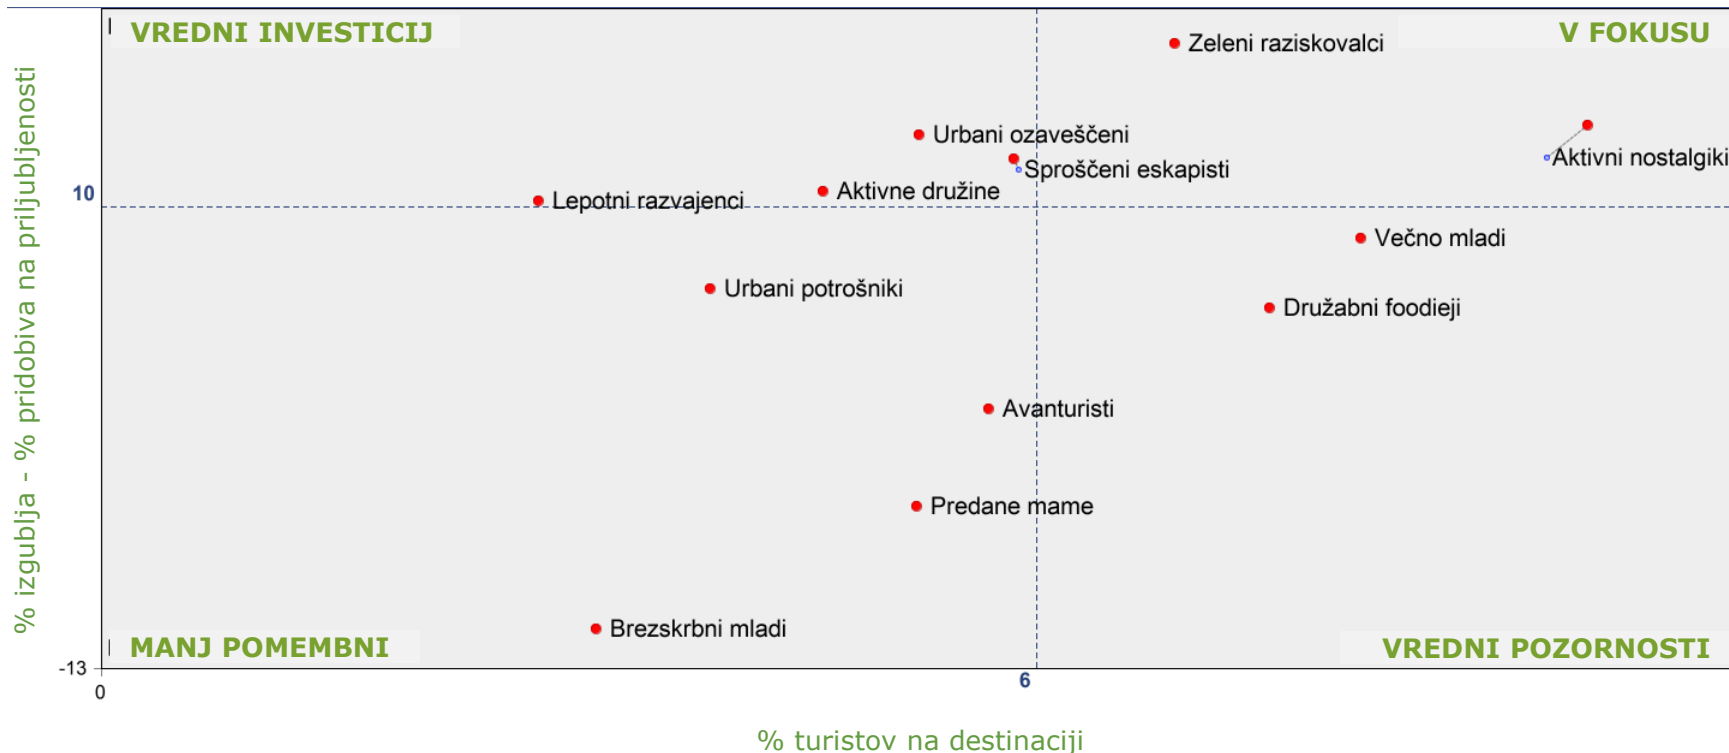 VREDNI INVESTICIJ
V FOKUSU
Zeleni raziskovalci
Urbani ozaveščeni
Sproščeni eskapisti
Aktivni nostalgiki
Aktivne družine
Lepotni razvajenci
10
Večno mladi
Urbani potrošniki
Družabni foodieji
Avanturisti
Predane mame
Brezskrbni mladi
MANJ POMEMBNI
VREDNI POZORNOSTI
-13
0
6
% izgublja - % pridobiva na priljubljenosti
% turistov na destinaciji